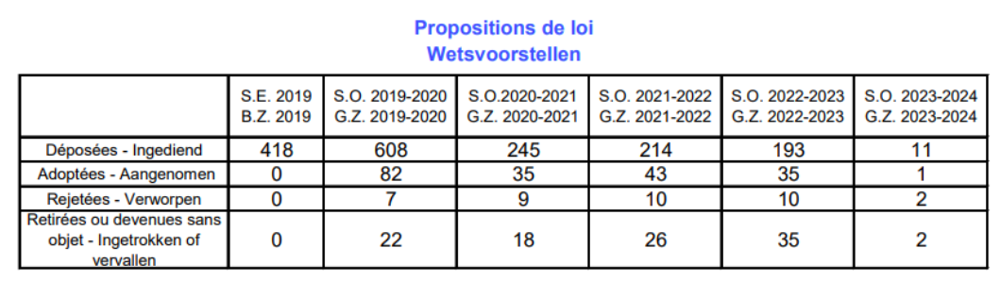 Propositions de loi
Wetsvoorstellen
S.E. 2019 S.O. 2019-2020 S.O.2020-2021 S.O. 2021-2022 S.O. 2022-2023 S.O. 2023-2024
B.Z. 2019 G.Z. 2019-2020 G.Z. 2020-2021 G.Z. 2021-2022 G.Z. 2022-2023 G.Z. 2023-2024
Déposées - Ingediend 418 608 245 214 193 11
Adoptées - Aangenomen 0 82 35 43 35 1
Rejetées - Verworpen 0 7 9 10 10 2
Retirées ou devenues sans
objet - Ingetrokken of 0 22 18 26 35 2
vervallen